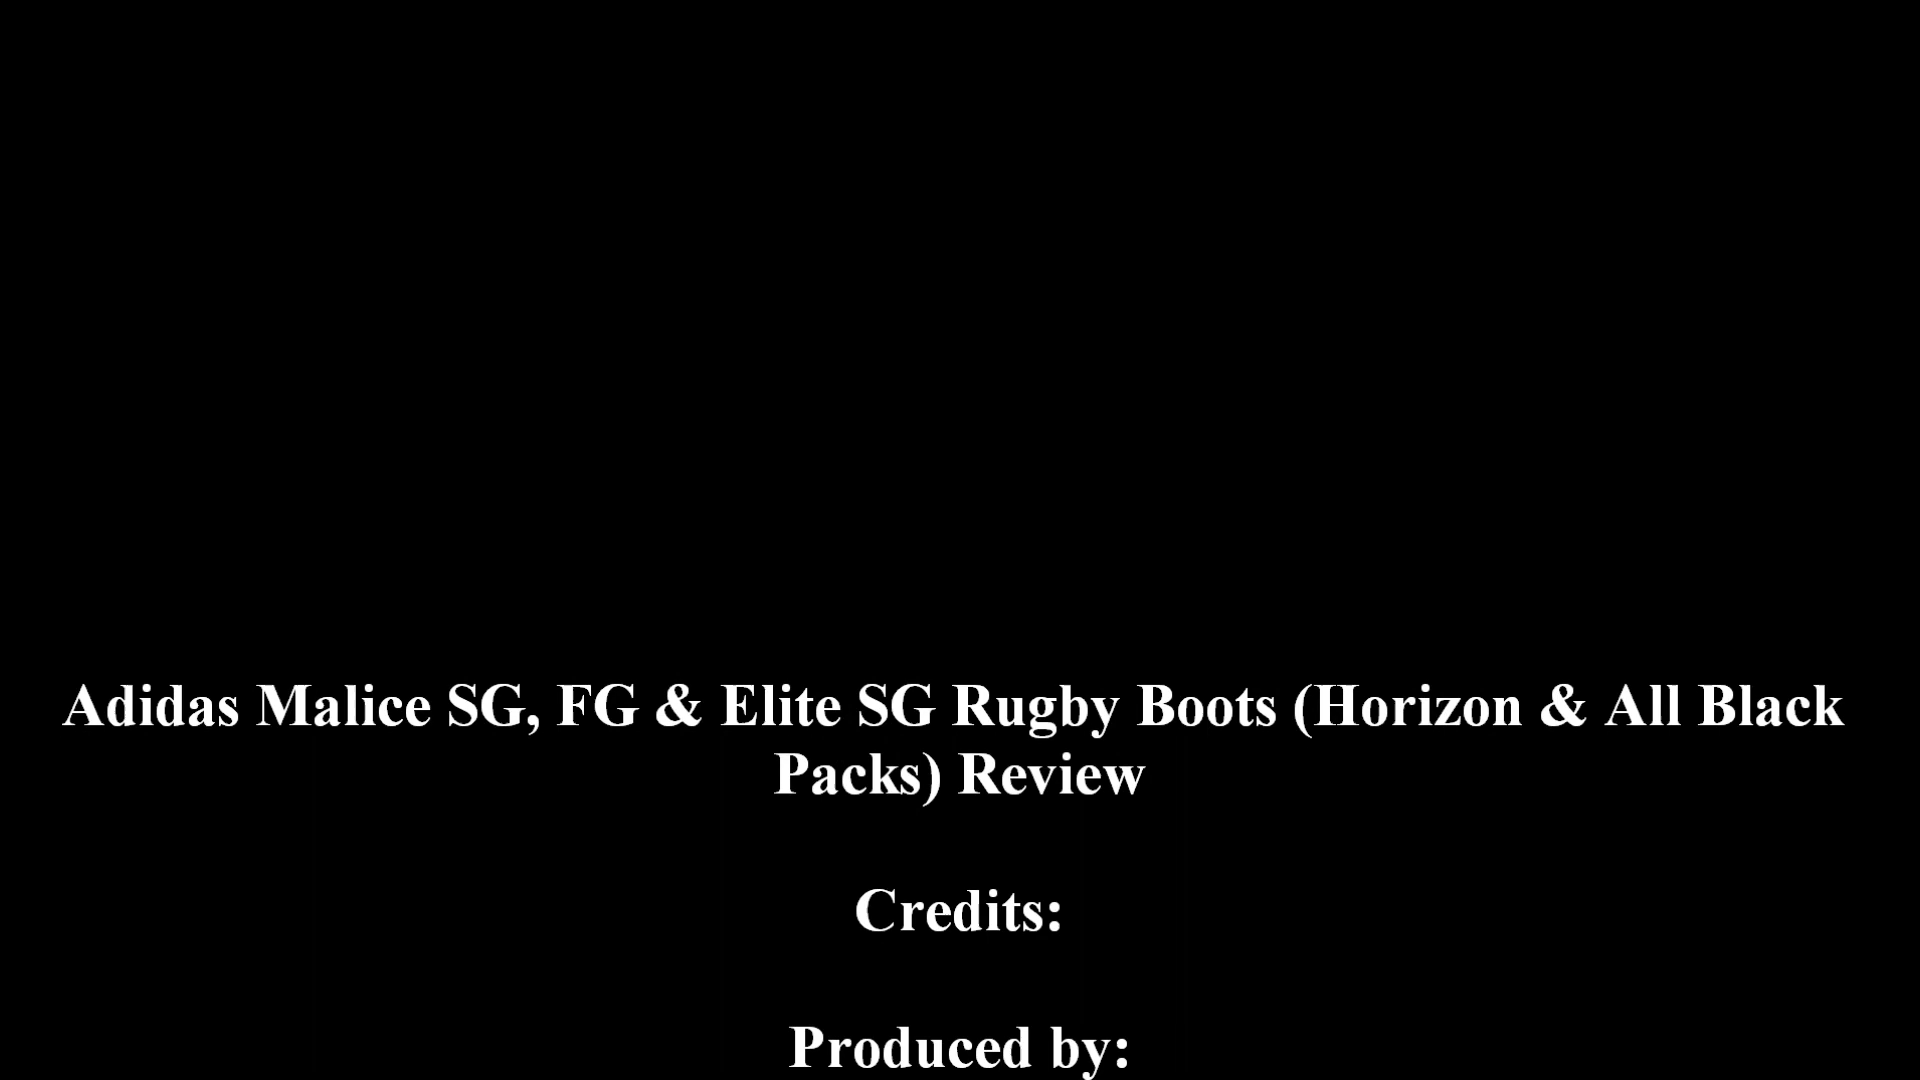 Adidas Malice SG, FG & Elite SG Rugby Boots (Horizon & All Black
Packs) Review
Credits:
Produced by: